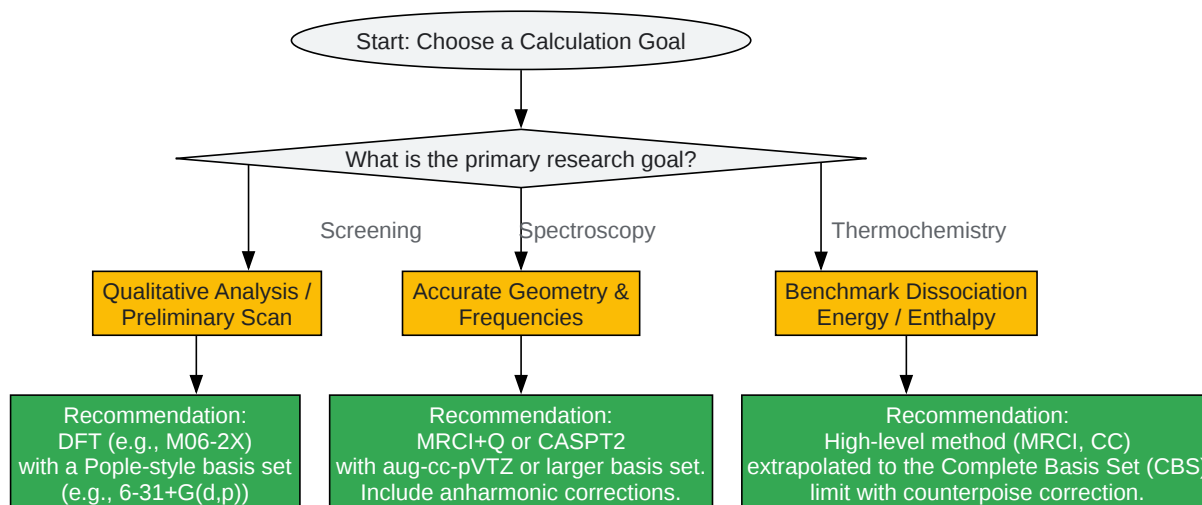 Start: Choose a Calculation Goal
What is the primary research goal?
Screening
Spectroscopy
Thermochemistry
Qualitative Analysis /
Preliminary Scan
Accurate Geometry &
Frequencies
Benchmark Dissociation
Energy / Enthalpy
Recommendation:
DFT (e.g., M06-2X)
with a Pople-style basis set
(e.g., 6-31+G(d,p))
Recommendation:
MRCI+Q or CASPT2
with aug-cc-pVTZ or larger basis set.
Include anharmonic corrections.
Recommendation:
High-level method (MRCI, CC)
extrapolated to the Complete Basis Set (CBS)
limit with counterpoise correction.